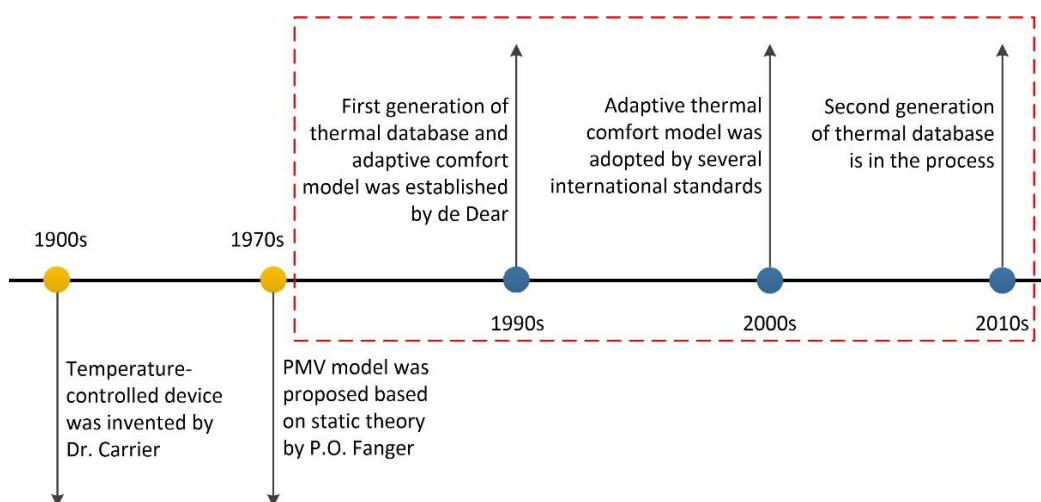 First generation of
thermal database and
adaptive comfort
model was established
by de Dear
Adaptive thermal
comfort model was
adopted by several
international standards
Second generation
of thermal database
is in the process
1900s
1970s
1990s
2000s
2010s
Temperature-
controlled device
was invented by
Dr. Carrier
PMV model was
proposed based
on static theory
by P.O. Fanger